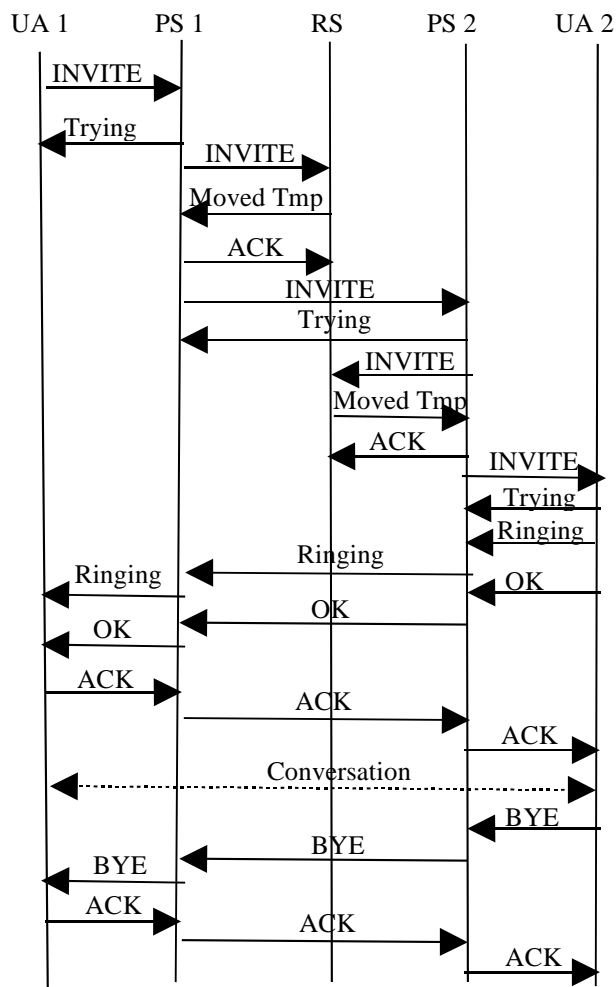 UA 1 PS 1 RS PS 2 UA 2
INVITE
Trying
INVITE
Moved Tmp
ACK
INVITE
Trying
INVITE
Moved Tmp
ACK
INVITE
Trying
Ringing
Ringing
Ringing
OK
OK
OK
ACK
ACK
ACK
Conversation
BYE
BYE
BYE
ACK
ACK
ACK